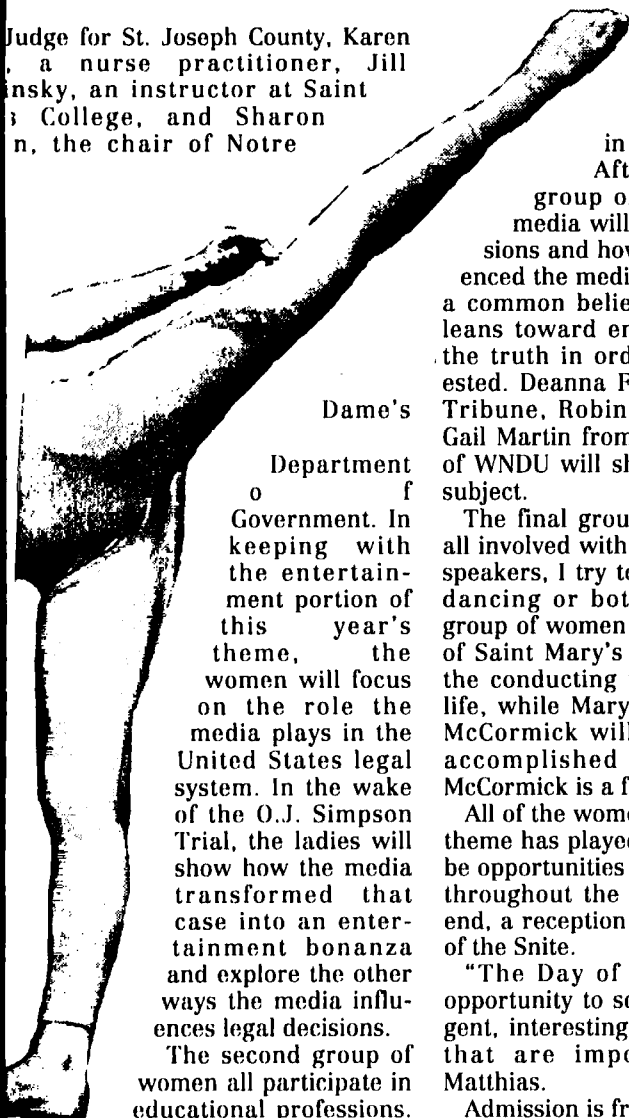 Judge for St. Joseph County, Karen
, a nurse practitioner, Jill
insky, an instructor at Saint
s College, and Sharon
n, the chair of Notre
Dame's
Department
o f
Government. In
keeping with
the entertain-
ment portion of
this year's
theme, the
women will focus
on the role the
media plays in the
United States legal
system. In the wake
of the O.J. Simpson
Trial, the ladies will
show how the media
transformed that
case into an enter-
tainment bonanza
and explore the other
ways the media influ-
ences legal decisions.
The second group of
women all participate in
educational professions.
in
Aft
group o
media will
sions and how
enced the medi
a common belie
leans toward en
the truth in ord
ested. Deanna F
Tribune, Robin
Gail Martin from
of WNDU will sh
subject.
The final grou
all involved with
speakers, I try to
dancing or bot
group of women
of Saint Mary's
the conducting
life, while Mary
McCormick will
accomplished
McCormick is a f
All of the wome
theme has played
be opportunities
throughout the
end, a reception
of the Snite.
"The Day of
opportunity to se
gent, interesting
that are impo
Matthias.
Admission is fr